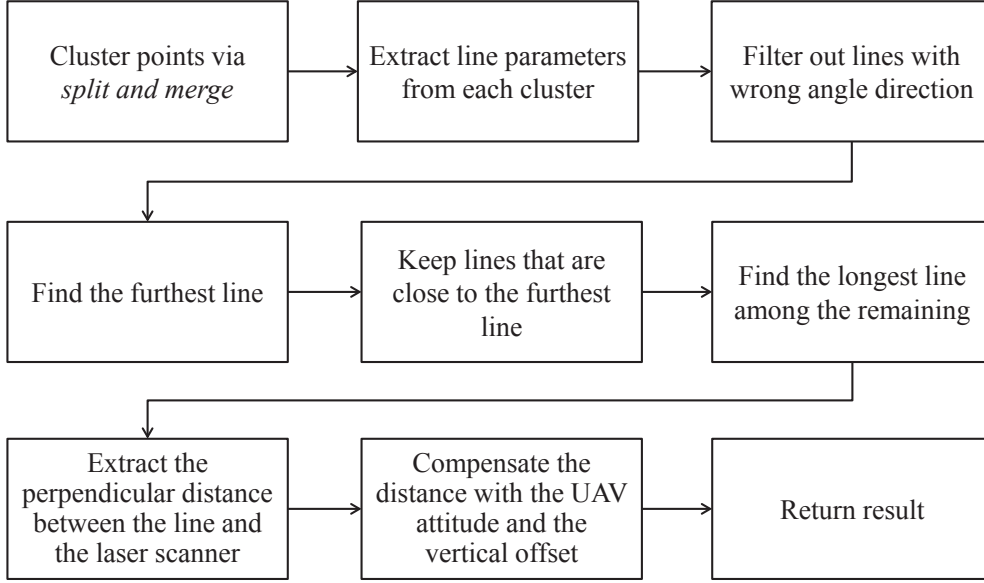 Cluster points via
split and merge
Extract line parameters
from each cluster
Filter out lines with
wrong angle direction
Find the furthest line
Keep lines that are
close to the furthest
line
Find the longest line
among the remaining
Extract the
perpendicular distance
between the line and
the laser scanner
Compensate the
distance with the UAV
attitude and the
vertical offset
Return result